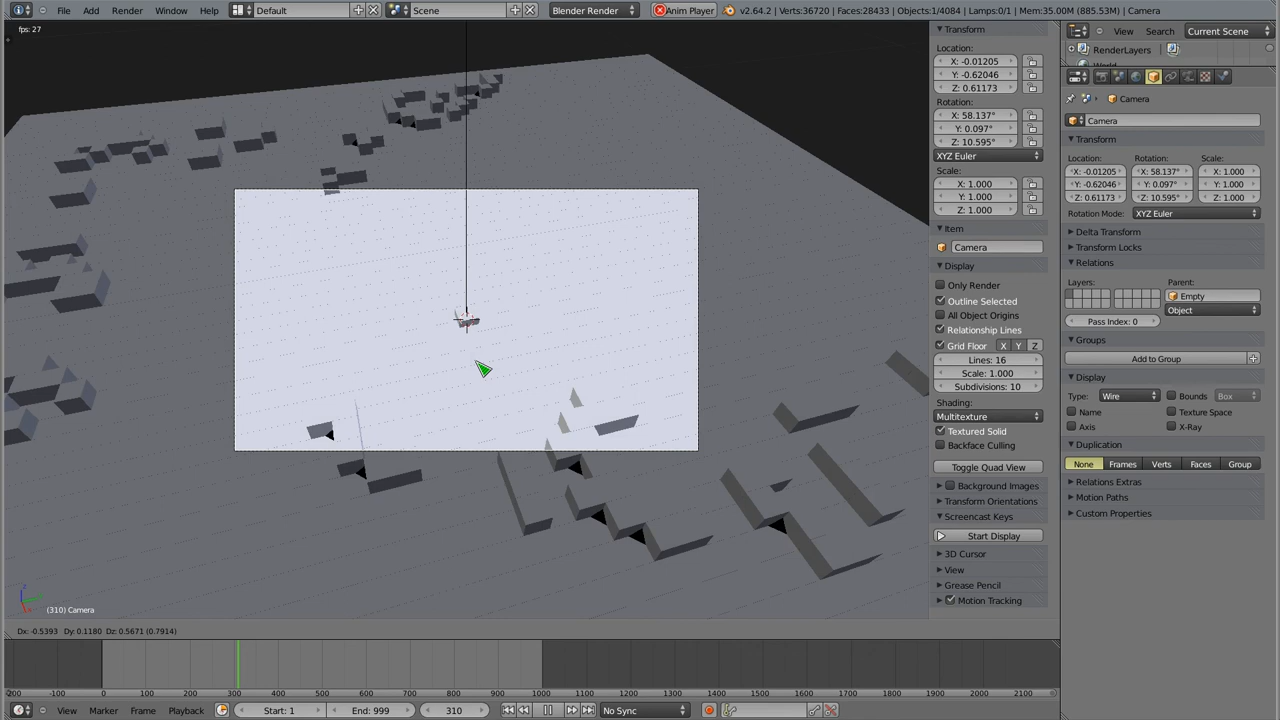 File Add Render Window Help Default Scene Blender Render Anim Player v2.64.2 | Verts:36720 | Faces:28433 | Objects:1/4084 | Lamps:0/1 | Mem:35.00M (885.53M) | Camera
fps: 27
Transform
Location:
X: -0.01205
Y: -0.62046
Z: 0.61173
Rotation:
X: 58.137°
Y: 0.097°
Z: 10.595°
XYZ Euler
Scale:
X: 1.000
Y: 1.000
Z: 1.000
Item
Camera
Display
Only Render
Outline Selected
All Object Origins
Relationship Lines
Grid Floor X Y Z
Lines: 16
Scale: 1.000
Subdivisions: 10
Shading:
Multitexture
Textured Solid
Backface Culling
Toggle Quad View
Background Images
Transform Orientations
Screencast Keys
Start Display
3D Cursor
View
Grease Pencil
Motion Tracking
View Search Current Scene
RenderLayers
Camera
Camera
Transform
Location: Rotation: Scale:
X: -0.01205 X: 58.137° X: 1.000
Y: -0.62046 Y: 0.097° Y: 1.000
Z: 0.61173 Z: 10.595° Z: 1.000
Rotation Mode: XYZ Euler
Delta Transform
Transform Locks
Relations
Layers: Parent:
Empty
Object
Pass Index: 0
Groups
Add to Group
Display
Type: Wire Bounds Box
Name Texture Space
Axis X-Ray
Duplication
None Frames Verts Faces Group
Relations Extras
Motion Paths
Custom Properties
(310) Camera
Dx: -0.5393 Dy: 0.1180 Dz: 0.5671 (0.7914)
-200 -100 0 100 200 300 400 500 600 700 800 900 1000 1100 1200 1300 1400 1500 1600 1700 1800 1900 2000 2100
View Marker Frame Playback Start: 1 End: 999 310 No Sync